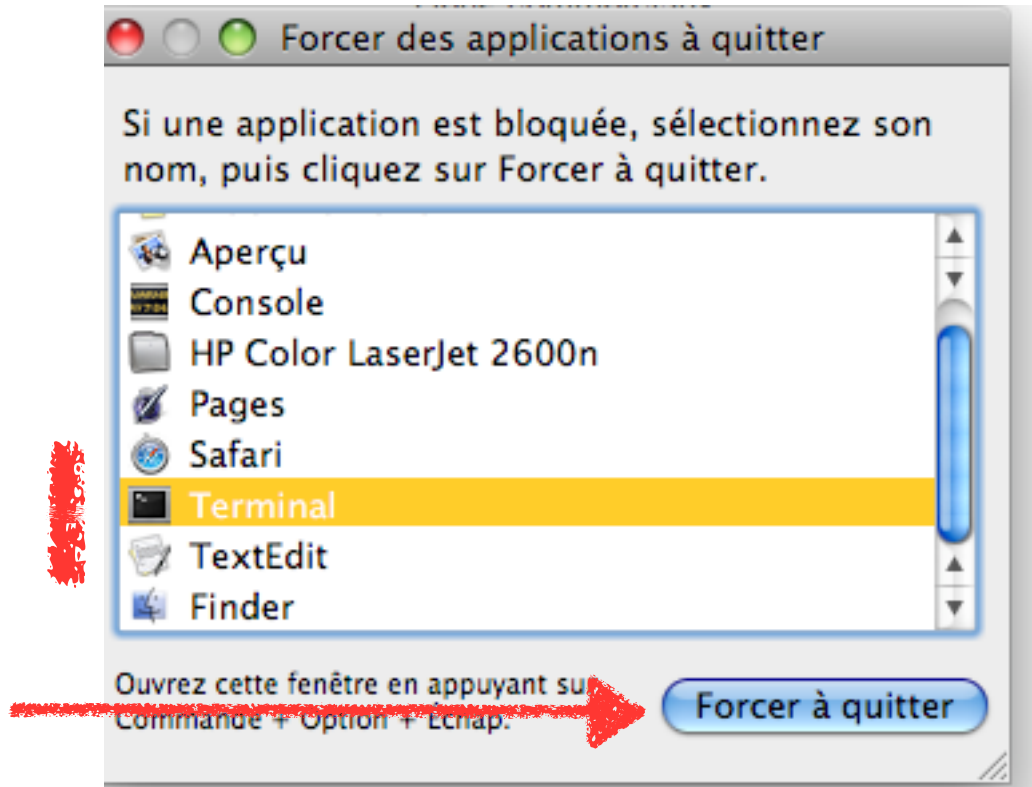 Forcer des applications à quitter
Si une application est bloquée, sélectionnez son
nom, puis cliquez sur Forcer à quitter.
Aperçu
Console
HP Color LaserJet 2600n
Pages
Safari
Terminal
TextEdit
Finder
Ouvrez cette fenêtre en appuyant sur
Commande + Option + Échap.
Forcer à quitter